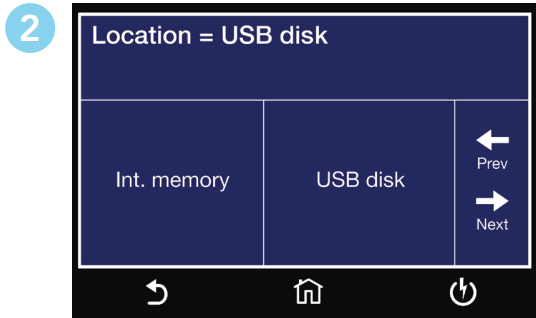 2
Location = USB disk
Int. memory
USB disk
Prev
Next